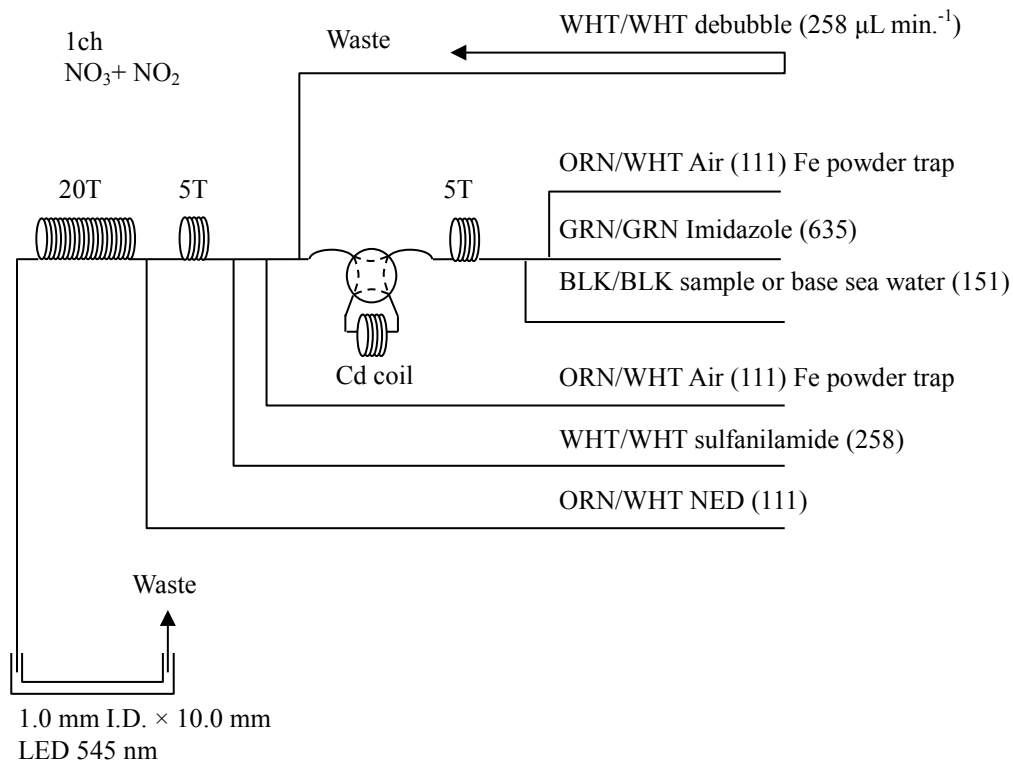 WHT/WHT debubble (258 μL min.⁻¹)
Waste
1ch
NO₃+ NO₂
ORN/WHT Air (111) Fe powder trap
20T
5T
5T
GRN/GRN Imidazole (635)
BLK/BLK sample or base sea water (151)
Cd coil
ORN/WHT Air (111) Fe powder trap
WHT/WHT sulfanilamide (258)
ORN/WHT NED (111)
Waste
1.0 mm I.D. × 10.0 mm
LED 545 nm